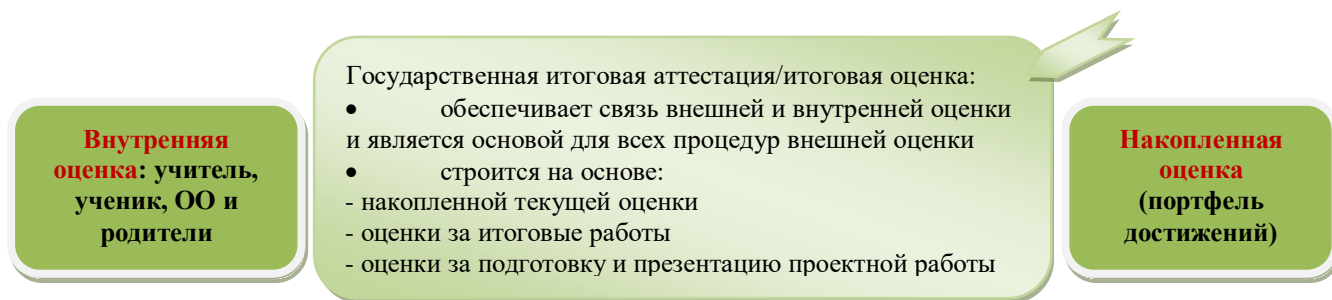 Внутренняя
оценка: учитель,
ученик, ОО и
родители
Государственная итоговая аттестация/итоговая оценка:
• обеспечивает связь внешней и внутренней оценки
и является основой для всех процедур внешней оценки
• строится на основе:
- накопленной текущей оценки
- оценки за итоговые работы
- оценки за подготовку и презентацию проектной работы
Накопленная
оценка
(портфель
достижений)